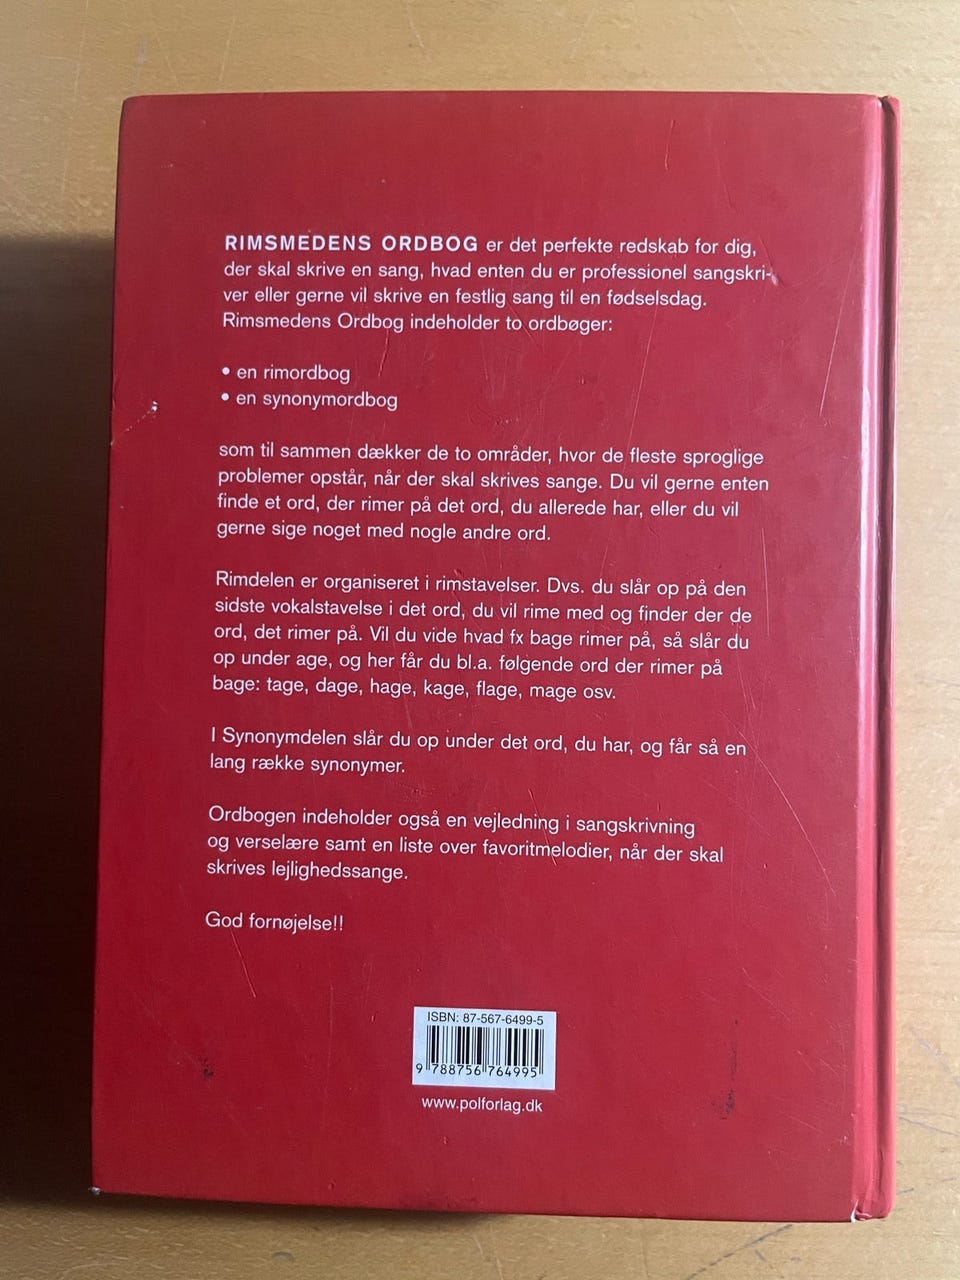 RIMSMEDENS ORDBOG er det perfekte redskab for dig,
der skal skrive en sang, hvad enten du er professionel sangskri-
ver eller gerne vil skrive en festlig sang til en fødselsdag.
Rimsmedens Ordbog indeholder to ordbøger:
• en rimordbog
• en synonymordbog
som til sammen dækker de to områder, hvor de fleste sproglige
problemer opstår, når der skal skrives sange. Du vil gerne enten
finde et ord, der rimer på det ord, du allerede har, eller du vil
gerne sige noget med nogle andre ord.
Rimdelen er organiseret i rimstavelser. Dvs. du slår op på den
sidste vokalstavelse i det ord, du vil rime med og finder der de
ord, det rimer på. Vil du vide hvad fx bage rimer på, så slår du
op under age, og her får du bl.a. følgende ord der rimer på
bage: tage, dage, hage, kage, flage, mage osv.
I Synonymdelen slår du op under det ord, du har, og får så en
lang række synonymer.
Ordbogen indeholder også en vejledning i sangskrivning
og verselære samt en liste over favoritmelodier, når der skal
skrives lejlighedssange.
God fornøjelse!!
ISBN: 87-567-6499-5
9 788756 764995
www.polforlag.dk